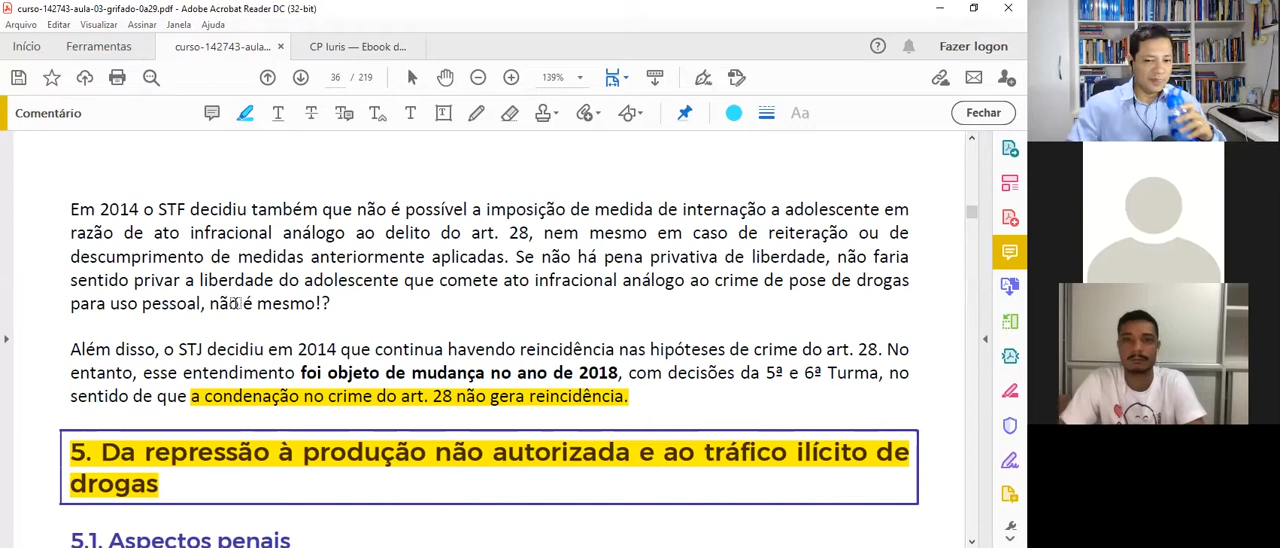 curso-142743-aula-03-grifado-0a29.pdf - Adobe Acrobat Reader DC (32-bit)
Arquivo Editar Visualizar Assinar Janela Ajuda
Início Ferramentas curso-142743-aula... × CP Iuris — Ebook d... Fazer logon
36 / 219 139%
Comentário Fechar
Em 2014 o STF decidiu também que não é possível a imposição de medida de internação a adolescente em
razão de ato infracional análogo ao delito do art. 28, nem mesmo em caso de reiteração ou de
descumprimento de medidas anteriormente aplicadas. Se não há pena privativa de liberdade, não faria
sentido privar a liberdade do adolescente que comete ato infracional análogo ao crime de pose de drogas
para uso pessoal, não é mesmo!?
Além disso, o STJ decidiu em 2014 que continua havendo reincidência nas hipóteses de crime do art. 28. No
entanto, esse entendimento foi objeto de mudança no ano de 2018, com decisões da 5ª e 6ª Turma, no
sentido de que a condenação no crime do art. 28 não gera reincidência.
5. Da repressão à produção não autorizada e ao tráfico ilícito de
drogas
5.1. Aspectos penais